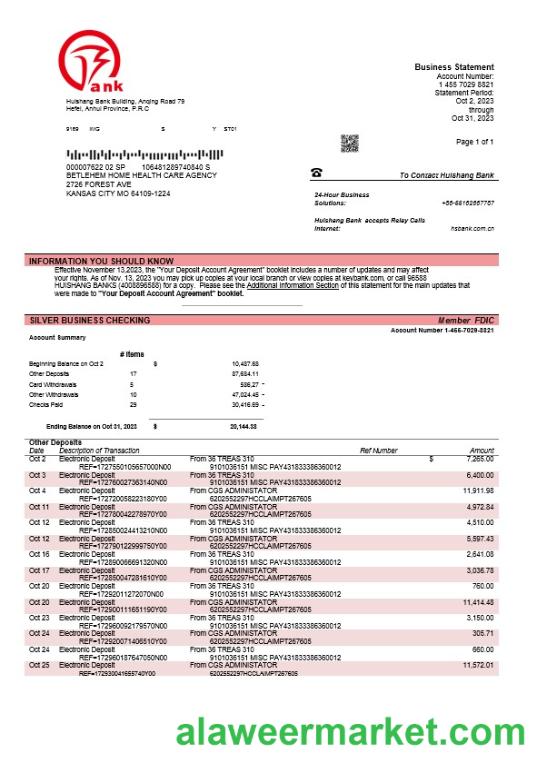 ank
Huishang Bank Building, Anqing Road 79
Hefei, Anhui Province, P.R.C
Business Statement
Account Number:
1 455 7029 8821
Statement Period:
Oct 2, 2023
through
Oct 31, 2023
Page 1 of 1
9169 WG S Y ST01
000007622 02 SP 106481289740840 S
BETLEHEM HOME HEALTH CARE AGENCY
2726 FOREST AVE
KANSAS CITY MO 64109-1224
To Contact Huishang Bank
24-Hour Business
Solutions: +86-88162667787
Huishang Bank accepts Relay Calls
Internet: hsbank.com.cn
INFORMATION YOU SHOULD KNOW
Effective November 13,2023, the "Your Deposit Account Agreement" booklet includes a number of updates and may affect
your rights. As of Nov. 13, 2023 you may pick up copies at your local branch or view copies at keybank.com, or call 96588
HUISHANG BANKS (4008896588) for a copy. Please see the Additional Information Section of this statement for the main updates that
were made to "Your Deposit Account Agreement" booklet.
SILVER BUSINESS CHECKING Member FDIC
Account Number 1-455-7029-8821
Account Summary
# Items
Beginning Balance on Oct 2 $ 10,487.68
Other Deposits 17 87,684.11
Card Withdrawals 5 586.27 -
Other Withdrawals 10 47,024.45 -
Checks Paid 29 30,416.69 -
Ending Balance on Oct 31, 2023 $ 20,144.38
Other Deposits
Date Description of Transaction Ref Number Amount
Oct 2 Electronic Deposit From 36 TREAS 310 $ 7,265.00
REF=1727550105657000N00 9101036151 MISC PAY431833386360012
Oct 3 Electronic Deposit From 36 TREAS 310 6,400.00
REF=172760027363140N00 9101036151 MISC PAY431833386360012
Oct 4 Electronic Deposit From CGS ADMINISTATOR 11,911.98
REF=172720058223180Y00 6202552297HCCLAIMPT267605
Oct 11 Electronic Deposit From CGS ADMINISTATOR 4,972.84
REF=172780042278970Y00 6202552297HCCLAIMPT267605
Oct 12 Electronic Deposit From 36 TREAS 310 4,510.00
REF=172850024413210N00 9101036151 MISC PAY431833386360012
Oct 12 Electronic Deposit From CGS ADMINISTATOR 5,597.43
REF=172790122999750Y00 6202552297HCCLAIMPT267605
Oct 16 Electronic Deposit From 36 TREAS 310 2,641.08
REF=172890066691320N00 9101036151 MISC PAY431833386360012
Oct 17 Electronic Deposit From CGS ADMINISTATOR 3,036.78
REF=172850047281610Y00 6202552297HCCLAIMPT267605
Oct 20 Electronic Deposit From 36 TREAS 310 760.00
REF=17292011272070N00 9101036151 MISC PAY431833386360012
Oct 20 Electronic Deposit From CGS ADMINISTATOR 11,414.48
REF=172900111651190Y00 6202552297HCCLAIMPT267605
Oct 23 Electronic Deposit From 36 TREAS 310 3,150.00
REF=172960092179570N00 9101036151 MISC PAY431833386360012
Oct 24 Electronic Deposit From CGS ADMINISTATOR 305.71
REF=172920071406510Y00 6202552297HCCLAIMPT267605
Oct 24 Electronic Deposit From 36 TREAS 310 660.00
REF=172960187647050N00 9101036151 MISC PAY431833386360012
Oct 25 Electronic Deposit From CGS ADMINISTATOR 11,572.01
REF=172930041655740Y00 6202552297HCCLAIMPT267605
alaweermarket.com